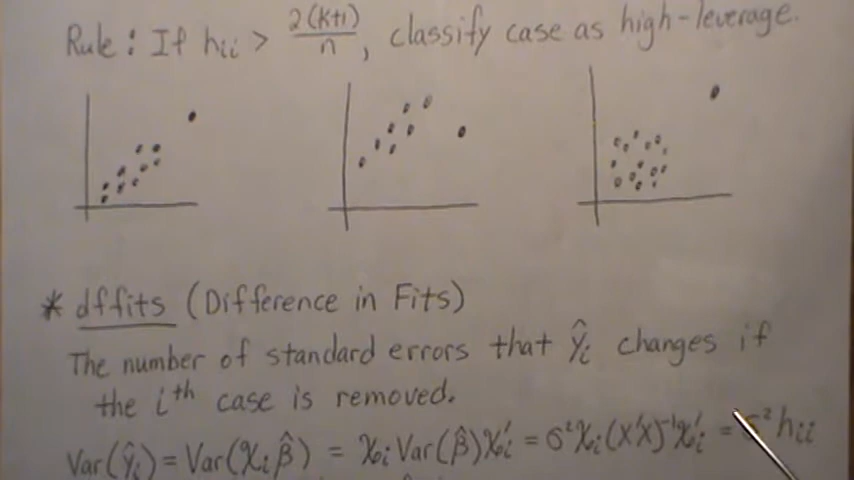 Rule: If hᵢᵢ > 2(k+1)/n, classify case as high-leverage.
* dffits (Difference in Fits)
The number of standard errors that ŷᵢ changes if
the iᵗʰ case is removed.
Var(ŷᵢ) = Var(xᵢβ̂) = xᵢVar(β̂)xᵢ′ = σ²xᵢ(X′X)⁻¹xᵢ′ = σ²hᵢᵢ